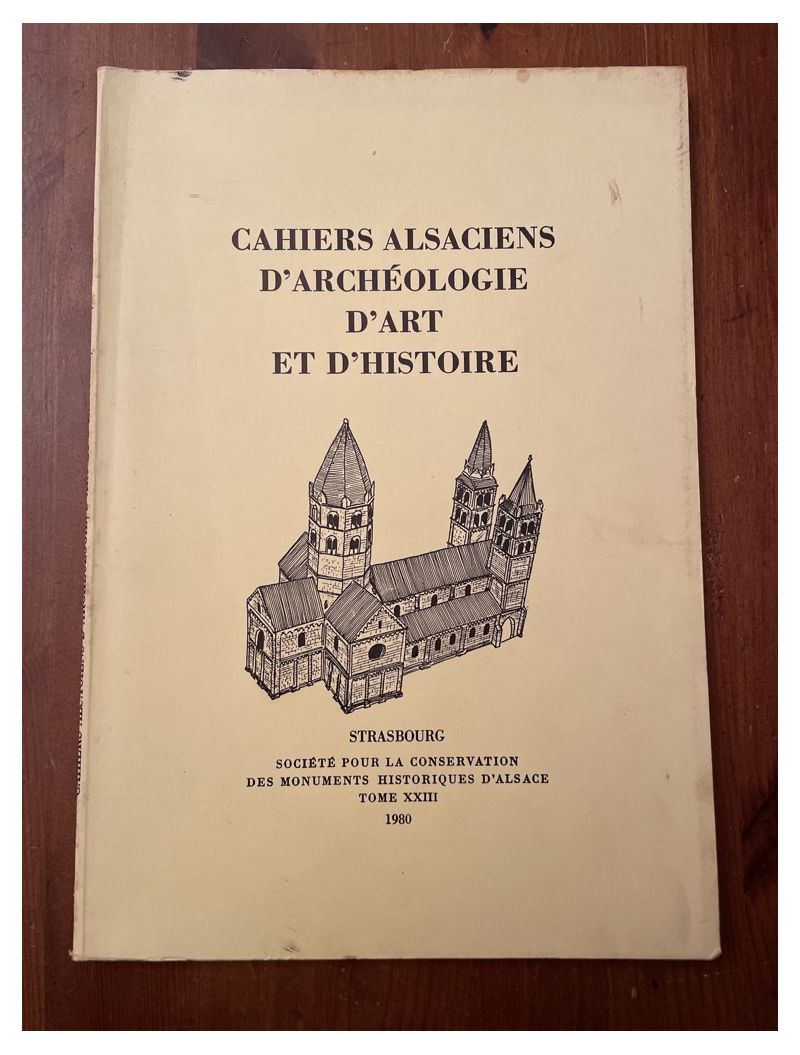 CAHIERS ALSACIENS
D'ARCHÉOLOGIE
D'ART
ET D'HISTOIRE
STRASBOURG
SOCIÉTÉ POUR LA CONSERVATION
DES MONUMENTS HISTORIQUES D'ALSACE
TOME XXIII
1980